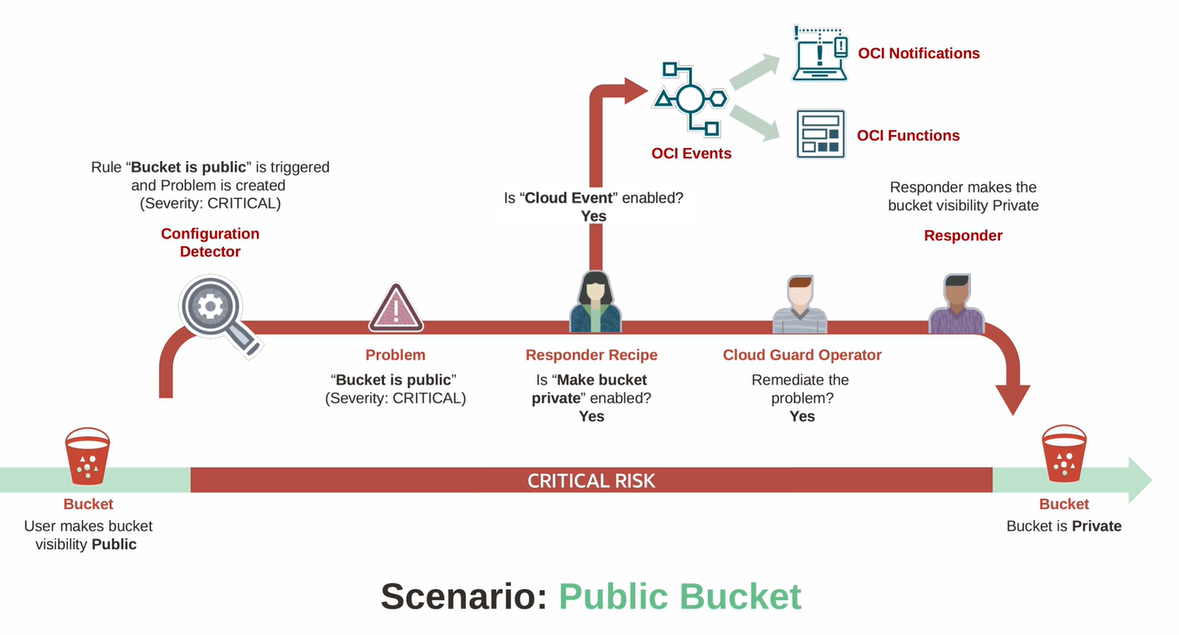 OCI Notifications
OCI Functions
OCI Events
Rule “Bucket is public” is triggered
and Problem is created
(Severity: CRITICAL)
Configuration
Detector
Is “Cloud Event” enabled?
Yes
Responder makes the
bucket visibility Private
Responder
Problem
“Bucket is public”
(Severity: CRITICAL)
Responder Recipe
Is “Make bucket
private” enabled?
Yes
Cloud Guard Operator
Remediate the
problem?
Yes
CRITICAL RISK
Bucket
User makes bucket
visibility Public
Bucket
Bucket is Private
Scenario: Public Bucket